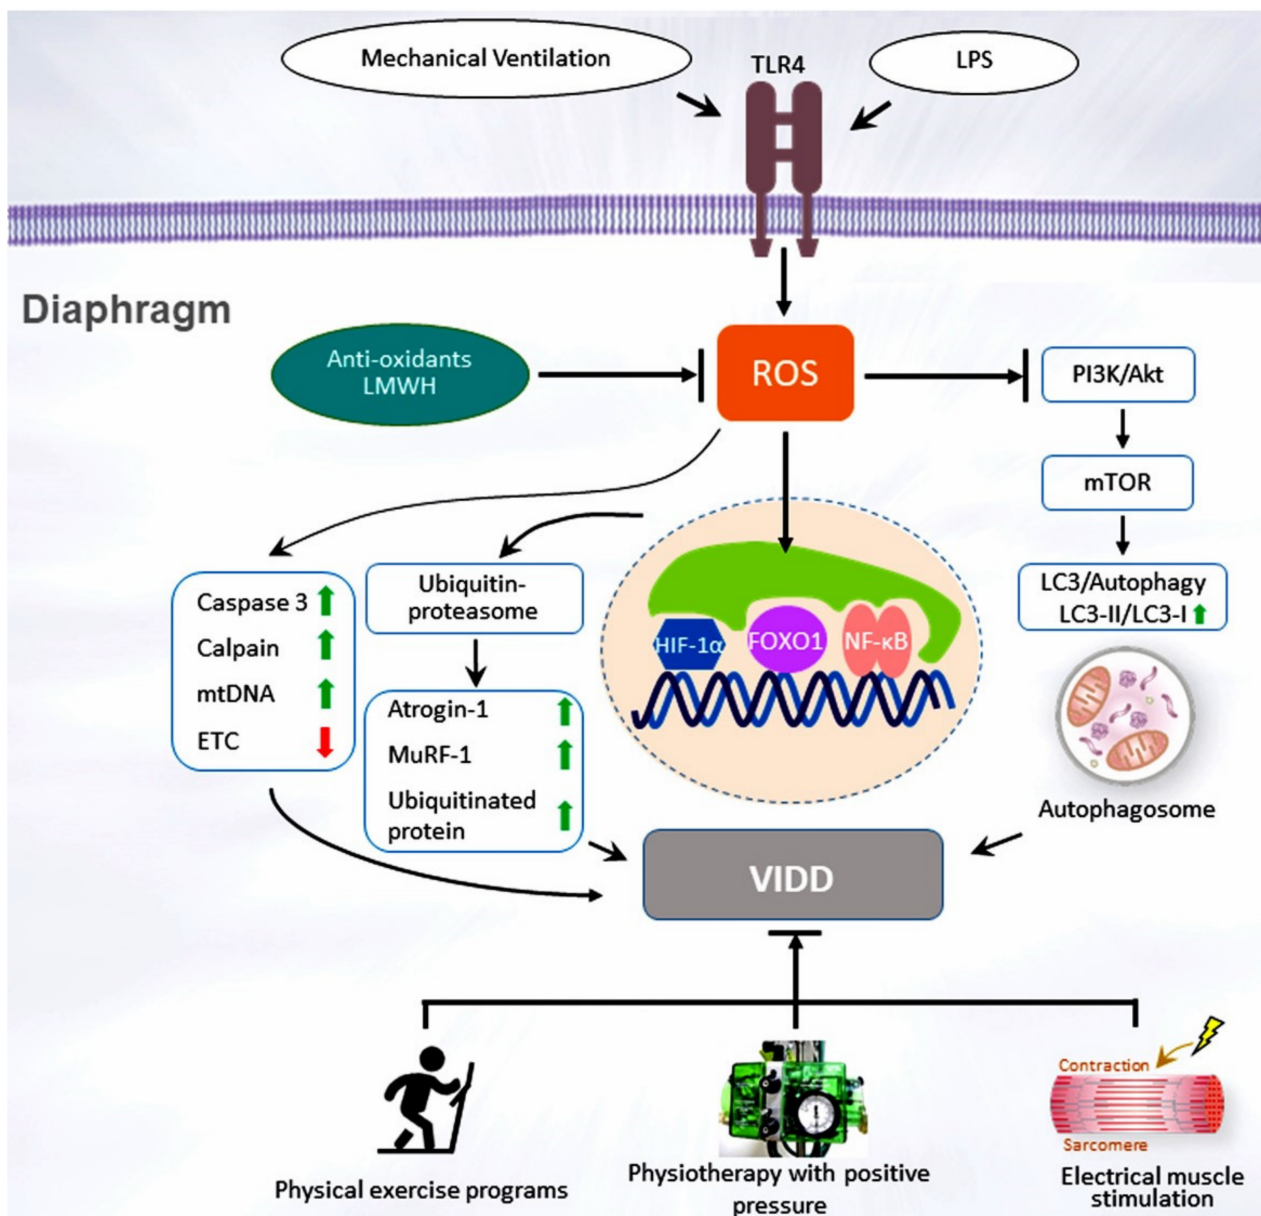 Mechanical Ventilation
TLR4
LPS
Diaphragm
Anti-oxidants
LMWH
ROS
PI3K/Akt
mTOR
LC3/Autophagy
LC3-II/LC3-I
Autophagosome
Caspase 3
Calpain
mtDNA
ETC
Ubiquitin-
proteasome
Atrogin-1
MuRF-1
Ubiquitinated
protein
HIF-1α
FOXO1
NF-κB
VIDD
Physical exercise programs
Physiotherapy with positive
pressure
Contraction
Sarcomere
Electrical muscle
stimulation